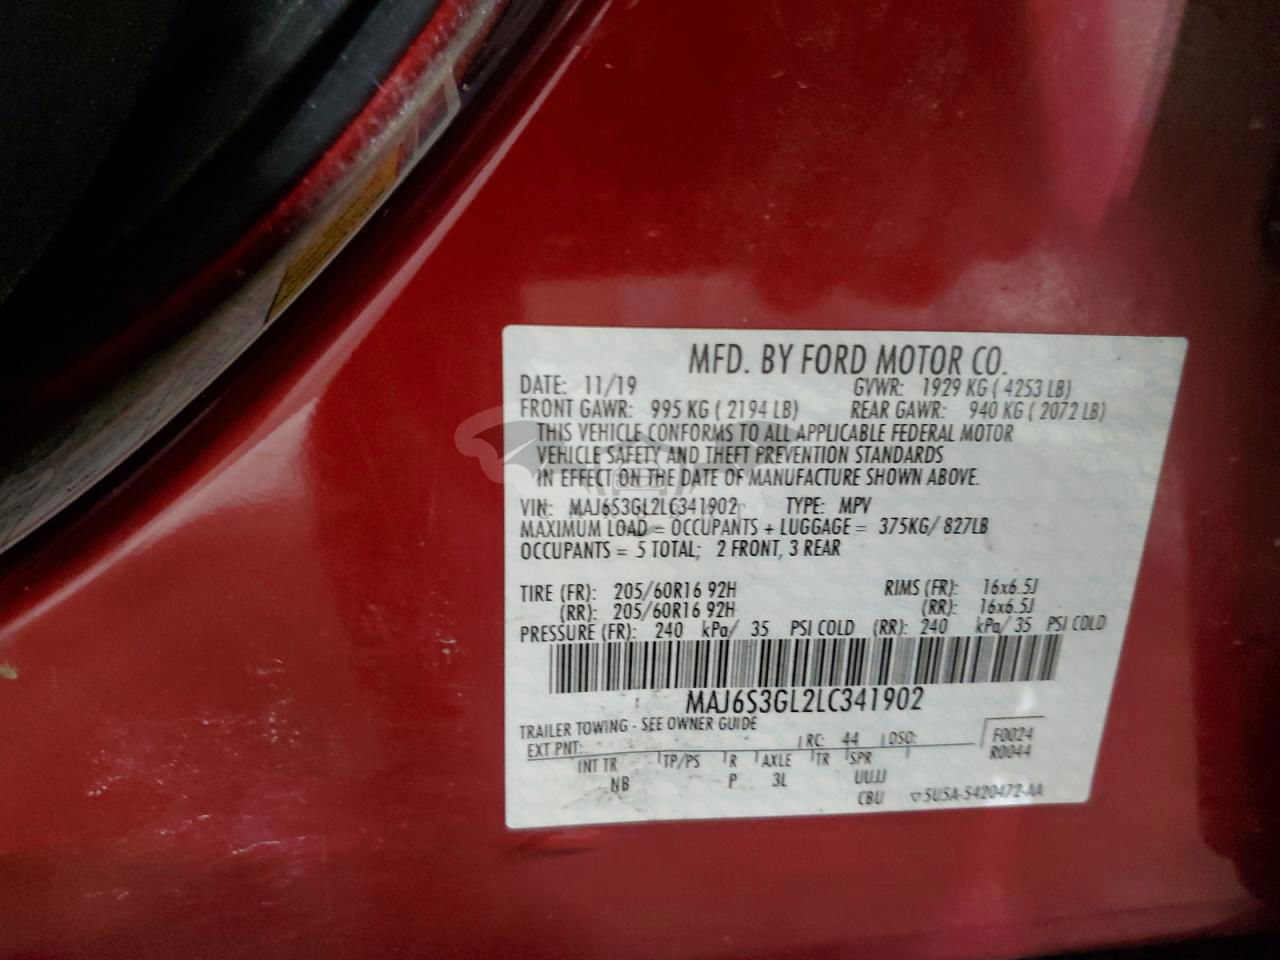 MFD. BY FORD MOTOR CO.
DATE: 11/19 GVWR: 1929 KG ( 4253 LB)
FRONT GAWR: 995 KG ( 2194 LB) REAR GAWR: 940 KG ( 2072 LB)
THIS VEHICLE CONFORMS TO ALL APPLICABLE FEDERAL MOTOR
VEHICLE SAFETY AND THEFT PREVENTION STANDARDS
IN EFFECT ON THE DATE OF MANUFACTURE SHOWN ABOVE.
VIN: MAJ6S3GL2LC341902 TYPE: MPV
MAXIMUM LOAD = OCCUPANTS + LUGGAGE = 375KG/ 827LB
OCCUPANTS = 5 TOTAL; 2 FRONT, 3 REAR
TIRE (FR): 205/60R16 92H RIMS (FR): 16x6.5J
(RR): 205/60R16 92H (RR): 16x6.5J
PRESSURE (FR): 240 kPa/ 35 PSI COLD (RR): 240 kPa/ 35 PSI COLD
MAJ6S3GL2LC341902
TRAILER TOWING - SEE OWNER GUIDE
EXT PNT: RC: 44 DSO: F0024
R0044
INT TR TP/PS R AXLE TR SPR
NB P 3L UUJJ
CBU 5U5A-5420472-AA